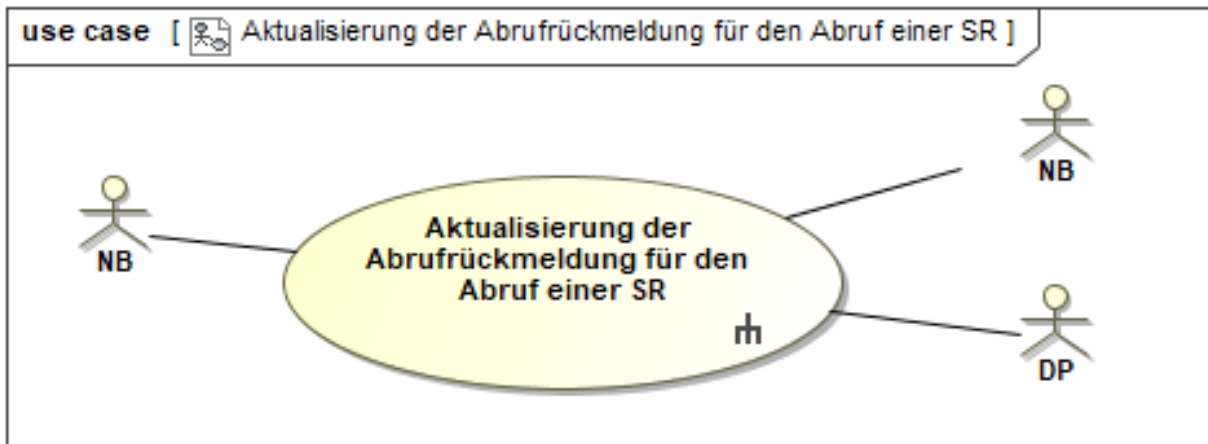 use case [ Aktualisierung der Abrufrückmeldung für den Abruf einer SR ]
NB
NB
Aktualisierung der
Abrufrückmeldung für den
Abruf einer SR
DP